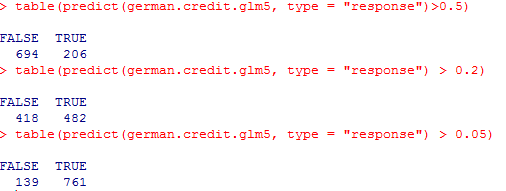 > table(predict(german.credit.glm5, type = "response")>0.5)
FALSE TRUE
694 206
> table(predict(german.credit.glm5, type = "response") > 0.2)
FALSE TRUE
418 482
> table(predict(german.credit.glm5, type = "response") > 0.05)
FALSE TRUE
139 761